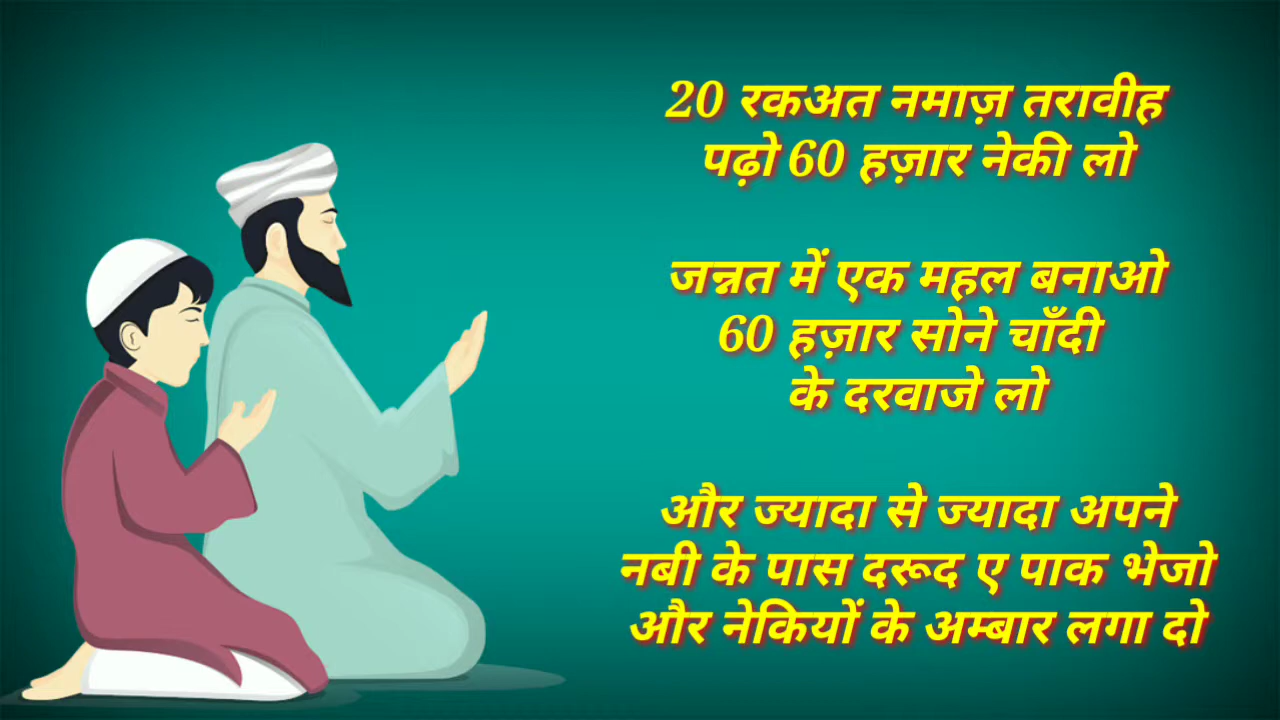 20 रकअत नमाज़ तरावीह
पढ़ो 60 हज़ार नेकी लो
जन्नत में एक महल बनाओ
60 हज़ार सोने चाँदी
के दरवाजे लो
और ज्यादा से ज्यादा अपने
नबी के पास दरूद ए पाक भेजो
और नेकियों के अम्बार लगा दो